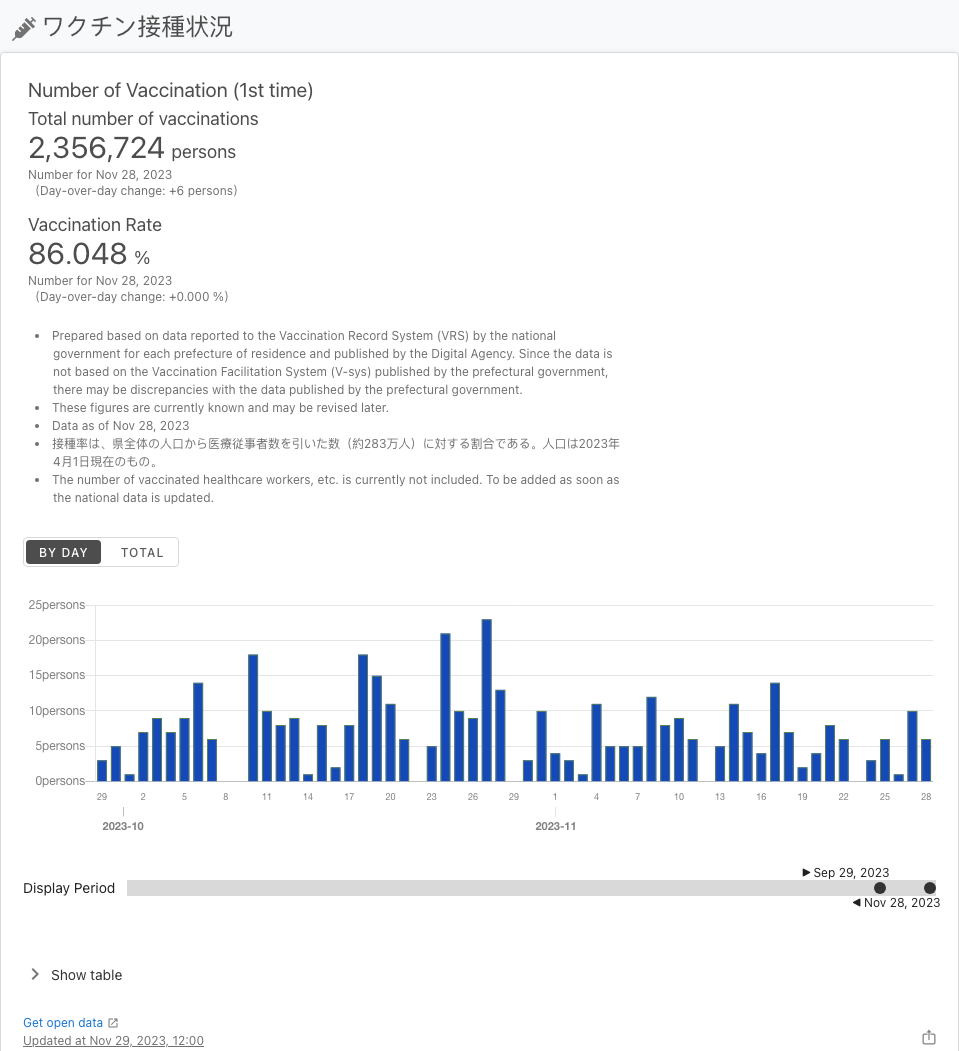 ワクチン接種状況
Number of Vaccination (1st time)
Total number of vaccinations
2,356,724 persons
Number for Nov 28, 2023
(Day-over-day change: +6 persons)
Vaccination Rate
86.048 %
Number for Nov 28, 2023
(Day-over-day change: +0.000 %)
• Prepared based on data reported to the Vaccination Record System (VRS) by the national
government for each prefecture of residence and published by the Digital Agency. Since the data is
not based on the Vaccination Facilitation System (V-sys) published by the prefectural government,
there may be discrepancies with the data published by the prefectural government.
• These figures are currently known and may be revised later.
• Data as of Nov 28, 2023
• 接種率は、県全体の人口から医療従事者数を引いた数（約283万人）に対する割合である。人口は2023年
4月1日現在のもの。
• The number of vaccinated healthcare workers, etc. is currently not included. To be added as soon as
the national data is updated.
BY DAY TOTAL
25persons
20persons
15persons
10persons
5persons
0persons
29 2 5 8 11 14 17 20 23 26 29 1 4 7 10 13 16 19 22 25 28
2023-10 2023-11
Sep 29, 2023
Display Period
Nov 28, 2023
Show table
Get open data
Updated at Nov 29, 2023, 12:00